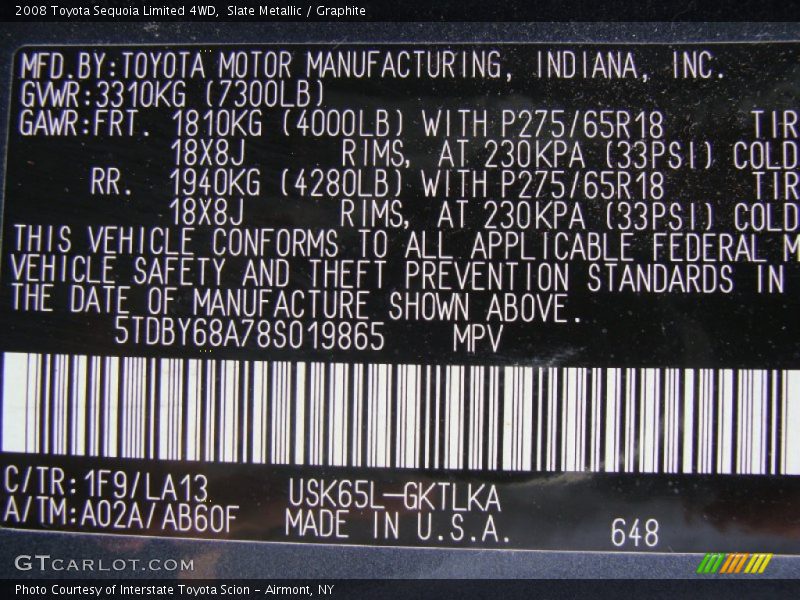 2008 Toyota Sequoia Limited 4WD,  Slate Metallic / Graphite
MFD.BY:TOYOTA MOTOR MANUFACTURING, INDIANA, INC.
GVWR:3310KG (7300LB)
GAWR:FRT. 1810KG (4000LB) WITH P275/65R18 TIR
18X8J RIMS, AT 230KPA (33PSI) COLD
RR. 1940KG (4280LB) WITH P275/65R18 TIR
18X8J RIMS, AT 230KPA (33PSI) COLD
THIS VEHICLE CONFORMS TO ALL APPLICABLE FEDERAL M
VEHICLE SAFETY AND THEFT PREVENTION STANDARDS IN
THE DATE OF MANUFACTURE SHOWN ABOVE.
5TDBY68A78S019865 MPV
C/TR:1F9/LA13 USK65L-GKTLKA
A/TM:A02A/AB60F MADE IN U.S.A. 648
GTCARLOT.COM
Photo Courtesy of Interstate Toyota Scion - Airmont, NY